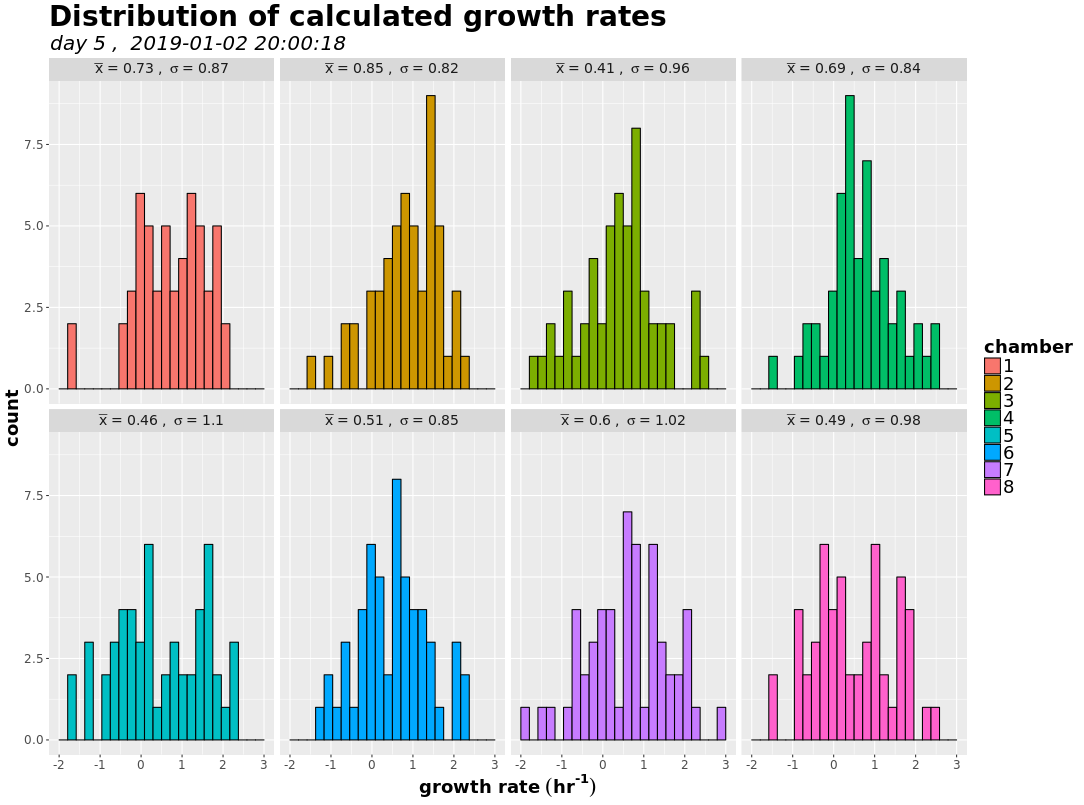 Distribution of calculated growth rates
day 5 ,  2019-01-02 20:00:18
x̅ = 0.73 ,  σ = 0.87
x̅ = 0.85 ,  σ = 0.82
x̅ = 0.41 ,  σ = 0.96
x̅ = 0.69 ,  σ = 0.84
7.5
5.0
2.5
0.0
x̅ = 0.46 ,  σ = 1.1
x̅ = 0.51 ,  σ = 0.85
x̅ = 0.6 ,  σ = 1.02
x̅ = 0.49 ,  σ = 0.98
7.5
5.0
2.5
0.0
-2 -1 0 1 2 3
-2 -1 0 1 2 3
-2 -1 0 1 2 3
-2 -1 0 1 2 3
count
growth rate (hr⁻¹)
chamber
1
2
3
4
5
6
7
8